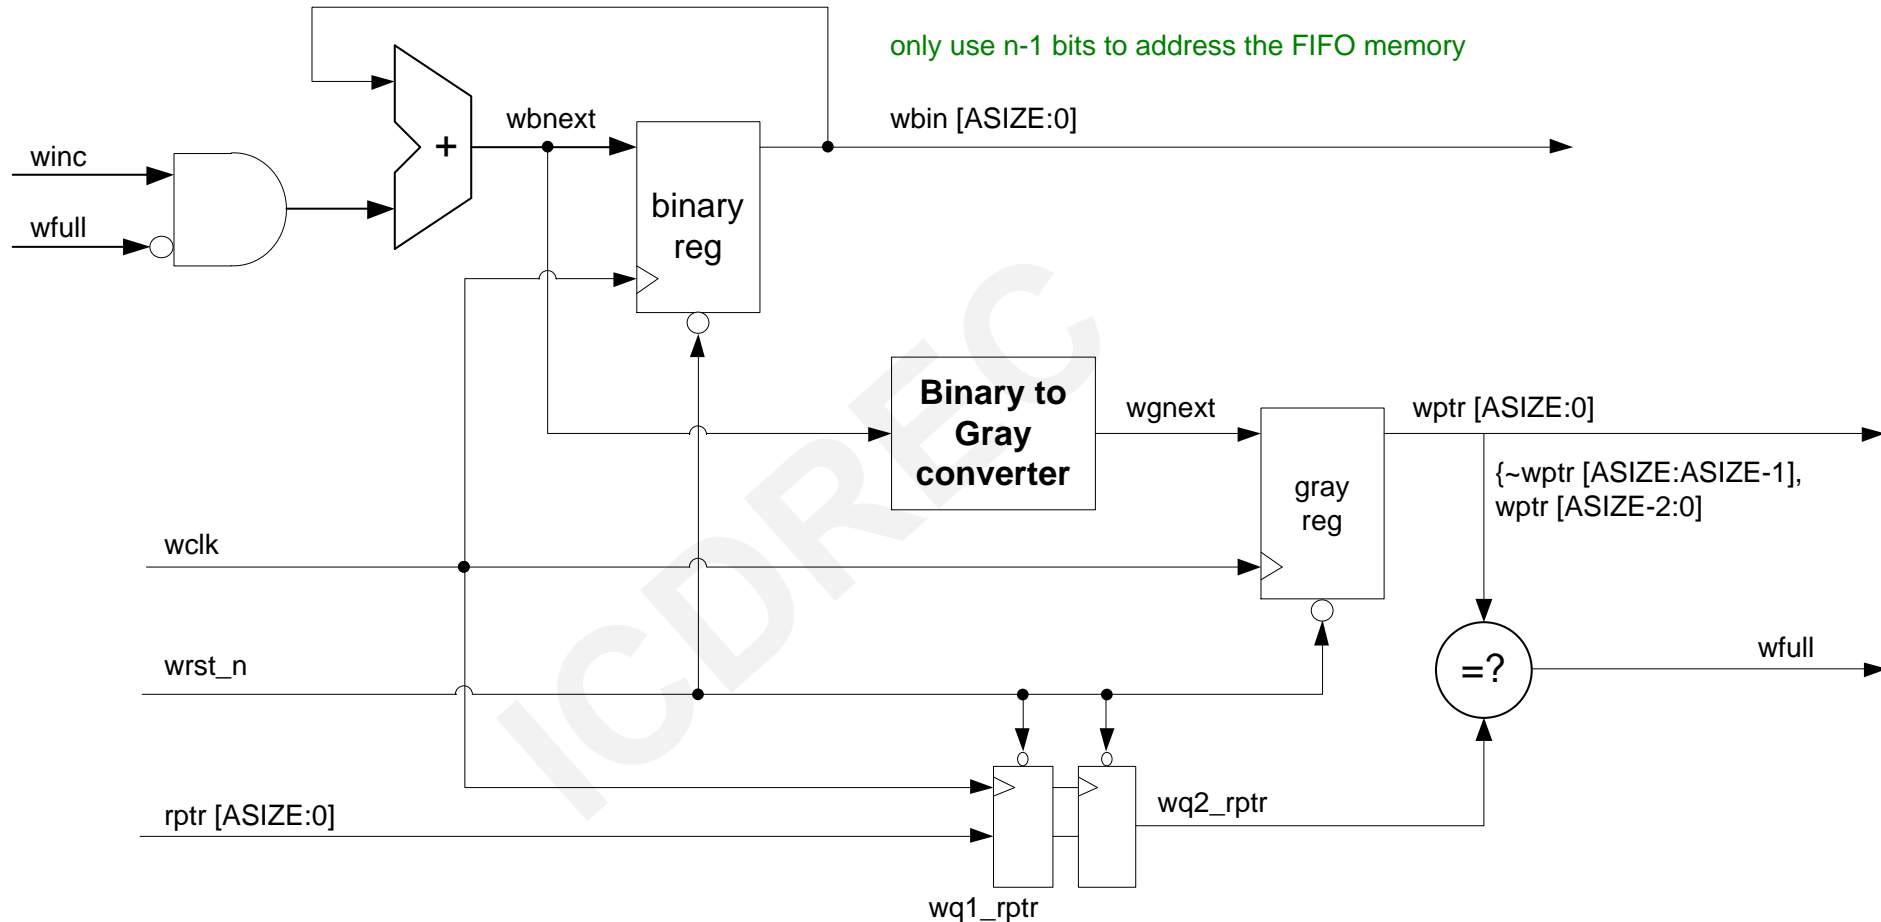 only use n-1 bits to address the FIFO memory
wbnext
wbin [ASIZE:0]
winc
+
wfull
binary
reg
Binary to
Gray
converter
wgnext
wptr [ASIZE:0]
{~wptr [ASIZE:ASIZE-1],
wptr [ASIZE-2:0]
gray
reg
wclk
wrst_n
=?
wfull
rptr [ASIZE:0]
wq2_rptr
wq1_rptr
ICDREC